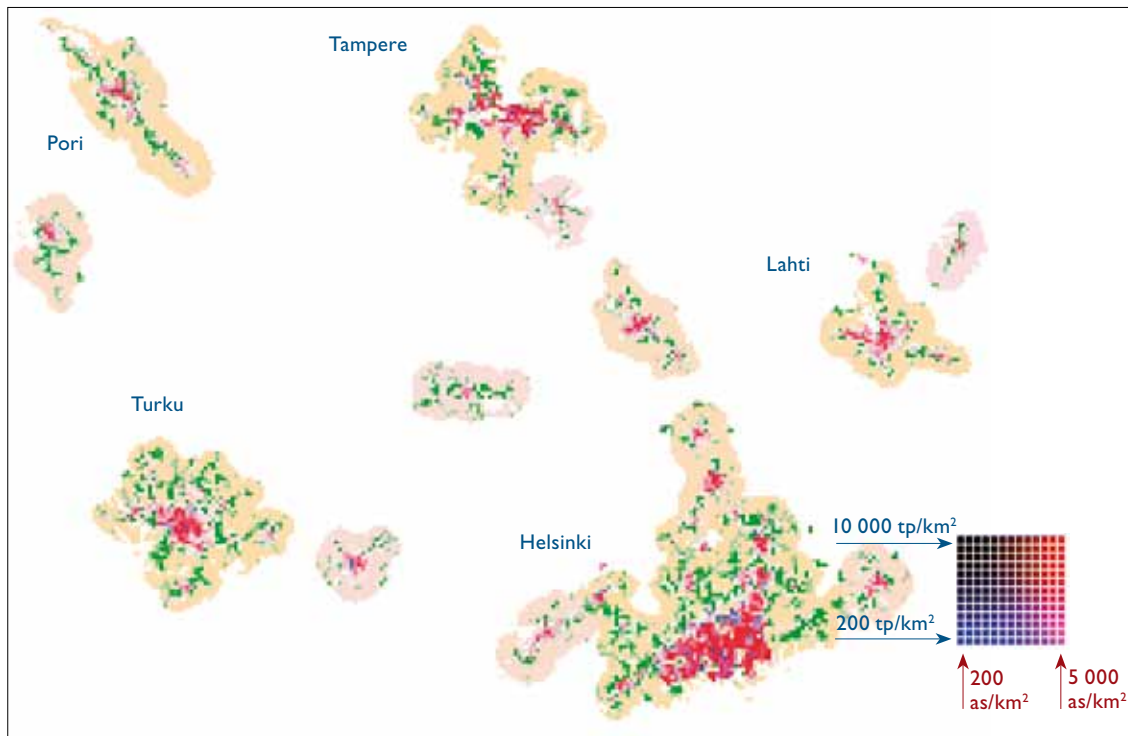 Tampere
Pori
Lahti
Turku
Helsinki
10 000 tp/km²
200 tp/km²
200
as/km²
5 000
as/km²